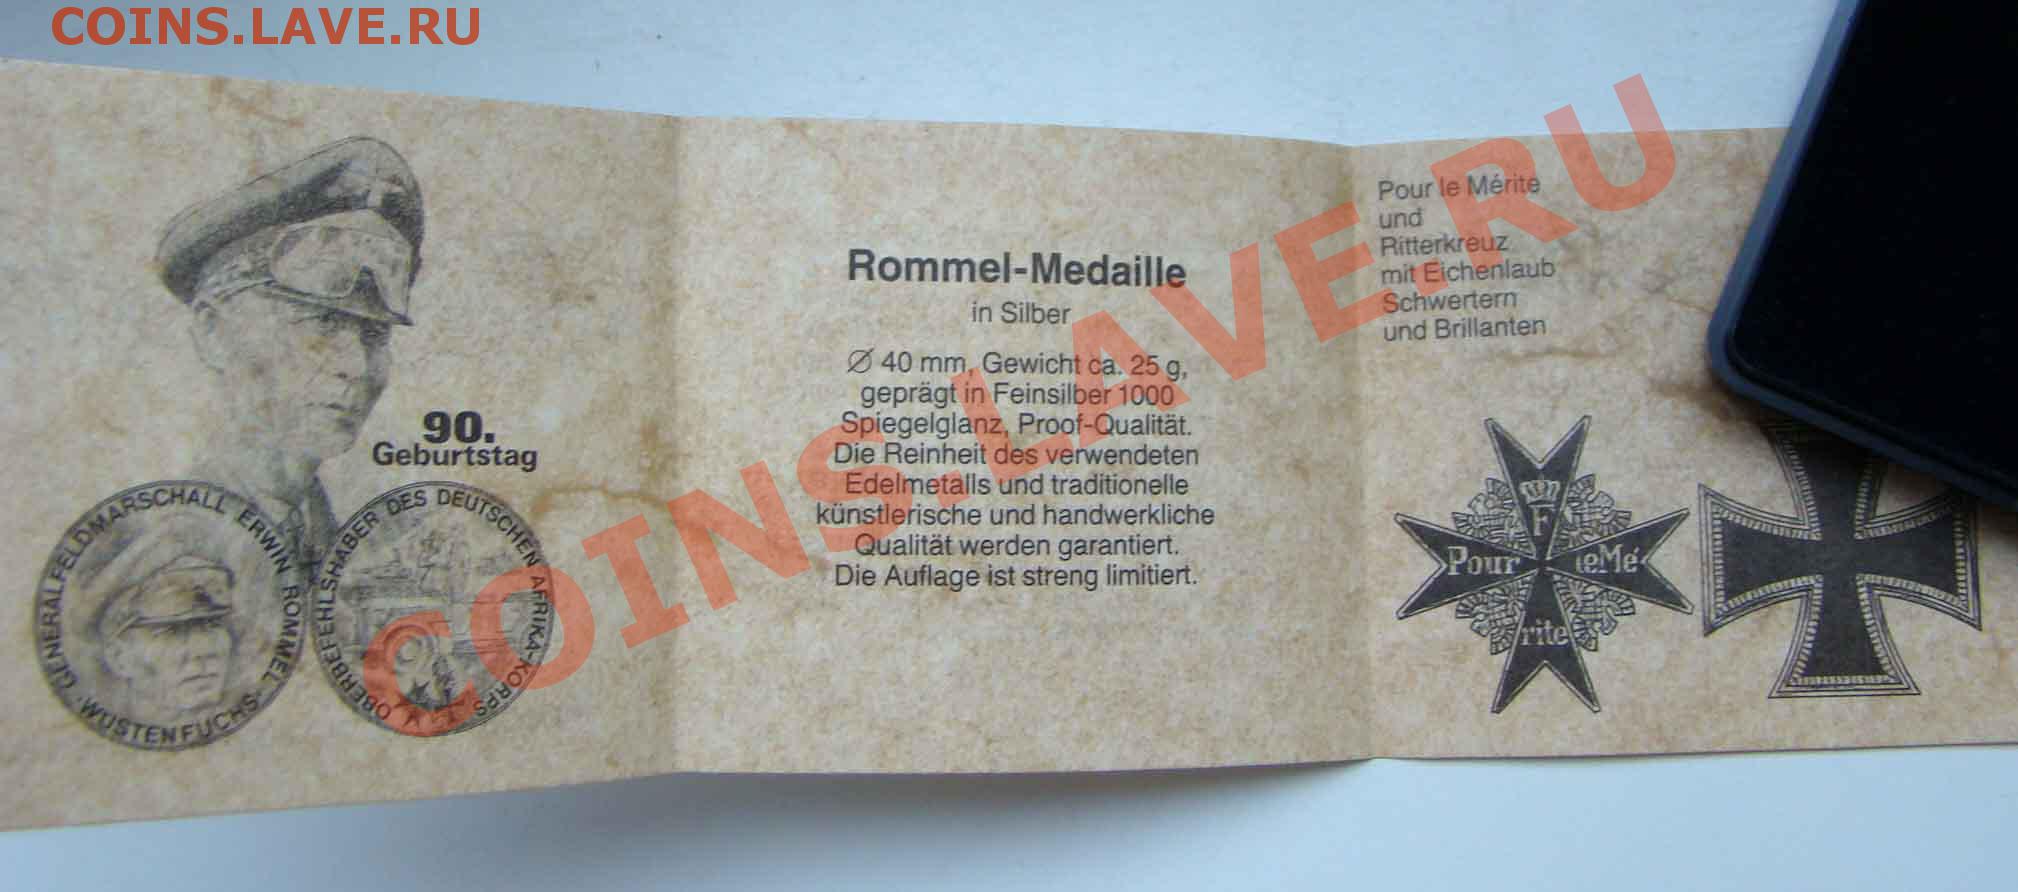 COINS.LAVE.RU
90.
Geburtstag
GENERALFELDMARSCHALL ERWIN ROMMEL
·WÜSTENFUCHS·
OBERBEFEHLSHABER DES DEUTSCHEN AFRIKA-KORPS
Rommel-Medaille
in Silber
Ø 40 mm, Gewicht ca. 25 g,
geprägt in Feinsilber 1000
Spiegelglanz, Proof-Qualität.
Die Reinheit des verwendeten
Edelmetalls und traditionelle
künstlerische und handwerkliche
Qualität werden garantiert.
Die Auflage ist streng limitiert.
Pour le Mérite
und
Ritterkreuz
mit Eichenlaub
Schwertern
und Brillanten
F
Pour leMé
rite
COINS.LAVE.RU